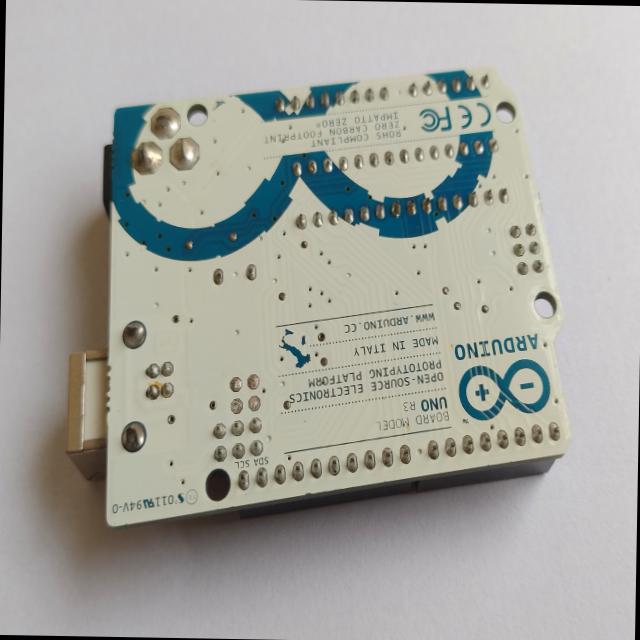 ARDUINO
BOARD MODEL
UNO R3
OPEN-SOURCE ELECTRONICS
PROTOTYPING PLATFORM
MADE IN ITALY
WWW.ARDUINO.CC
ROHS COMPLIANT
ZERO CARBON FOOTPRINT
IMPATTO ZERO®
CE FC
SDA SCL
94V-0